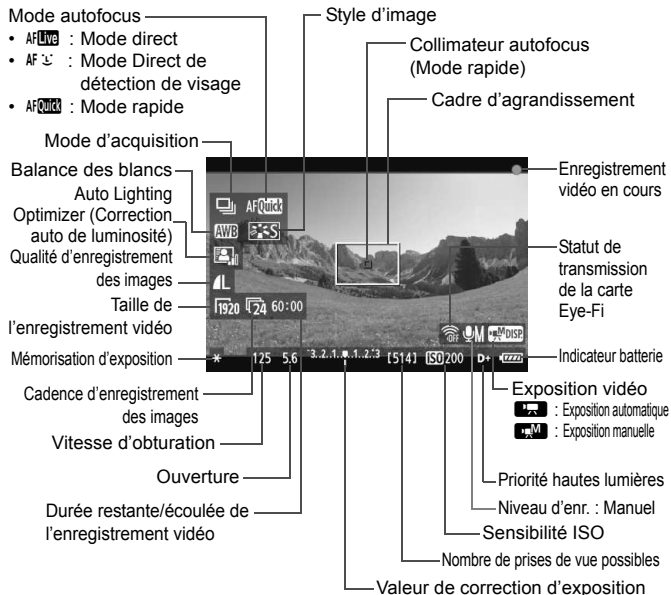 Mode autofocus
• AF Live : Mode direct
• AF : Mode Direct de
détection de visage
• AF Quick : Mode rapide
Mode d'acquisition
Balance des blancs
Auto Lighting
Optimizer (Correction
auto de luminosité)
Qualité d'enregistrement
des images
Taille de
l'enregistrement vidéo
Mémorisation d'exposition
Cadence d'enregistrement
des images
Vitesse d'obturation
Ouverture
Durée restante/écoulée de
l'enregistrement vidéo
Style d'image
Collimateur autofocus
(Mode rapide)
Cadre d'agrandissement
AF Quick
AWB S
L
1920 24 60:00
OFF M M DISP.
125 5.6 -3..2..1..0..1..2..+3 [514] ISO 200 D+
Enregistrement
vidéo en cours
Statut de
transmission
de la carte
Eye-Fi
Indicateur batterie
Exposition vidéo
: Exposition automatique
M : Exposition manuelle
Priorité hautes lumières
Niveau d'enr. : Manuel
Sensibilité ISO
Nombre de prises de vue possibles
Valeur de correction d'exposition